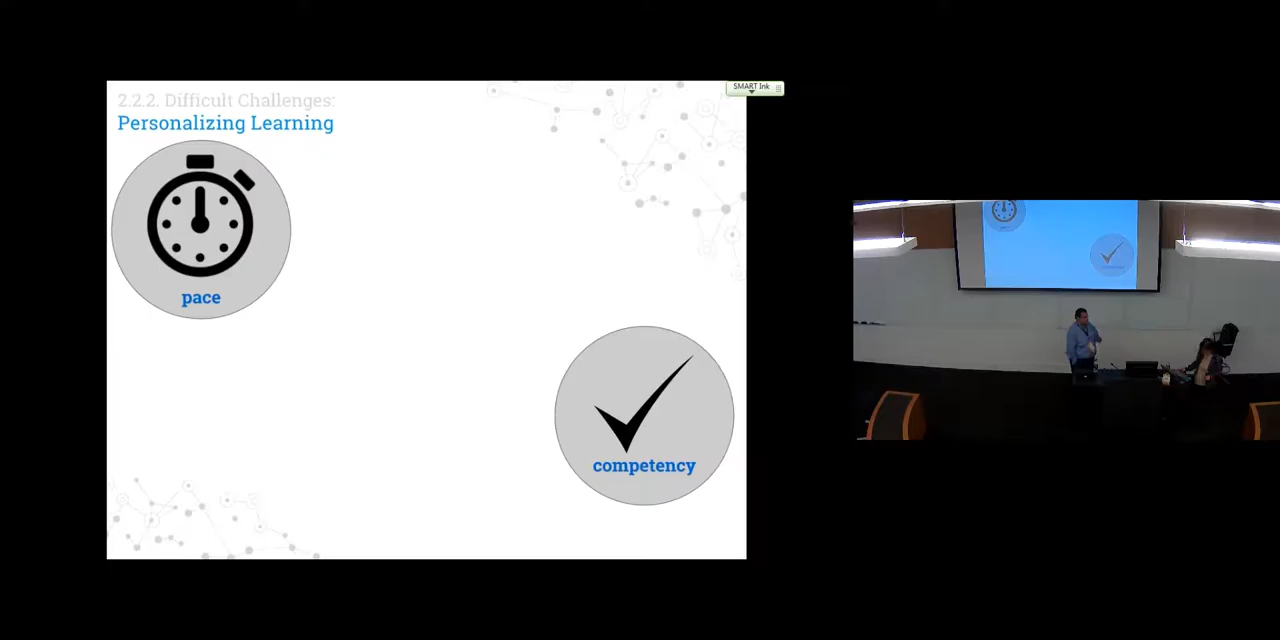 2.2.2. Difficult Challenges:
SMART Ink
Personalizing Learning
pace
competency